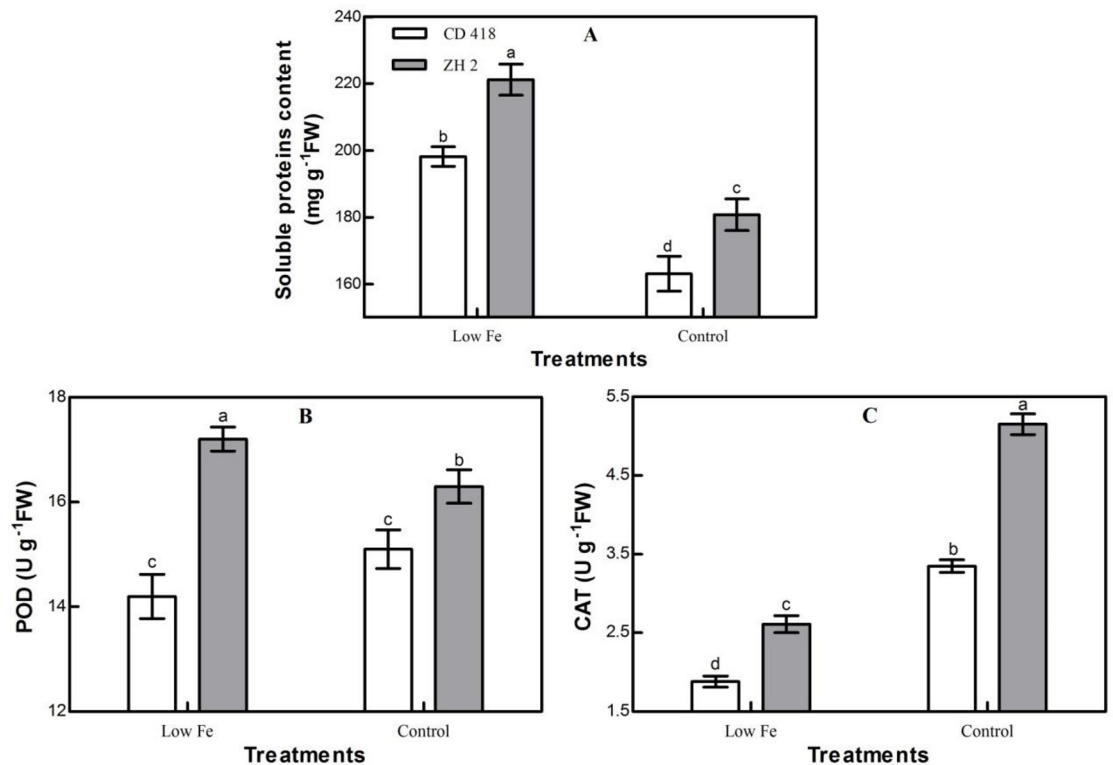 240
220
200
180
160
Soluble proteins content
(mg g⁻¹FW)
CD 418
ZH 2
A
b
a
d
c
Low Fe
Control
Treatments
18
16
14
12
POD (U g⁻¹FW)
B
c
a
c
b
Low Fe
Control
Treatments
5.5
4.5
3.5
2.5
1.5
CAT (U g⁻¹FW)
C
d
c
b
a
Low Fe
Control
Treatments